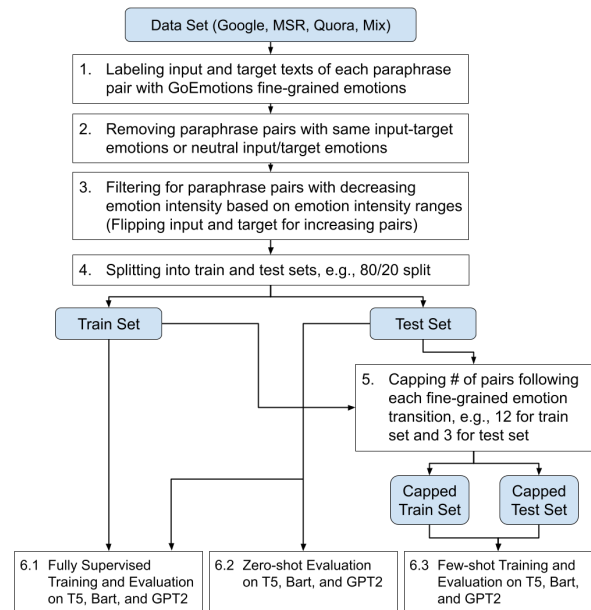 Data Set (Google, MSR, Quora, Mix)
1. Labeling input and target texts of each paraphrase
pair with GoEmotions fine-grained emotions
2. Removing paraphrase pairs with same input-target
emotions or neutral input/target emotions
3. Filtering for paraphrase pairs with decreasing
emotion intensity based on emotion intensity ranges
(Flipping input and target for increasing pairs)
4. Splitting into train and test sets, e.g., 80/20 split
Train Set
Test Set
5. Capping # of pairs following
each fine-grained emotion
transition, e.g., 12 for train
set and 3 for test set
Capped
Train Set
Capped
Test Set
6.1 Fully Supervised
Training and Evaluation
on T5, Bart, and GPT2
6.2 Zero-shot Evaluation
on T5, Bart, and GPT2
6.3 Few-shot Training and
Evaluation on T5, Bart,
and GPT2